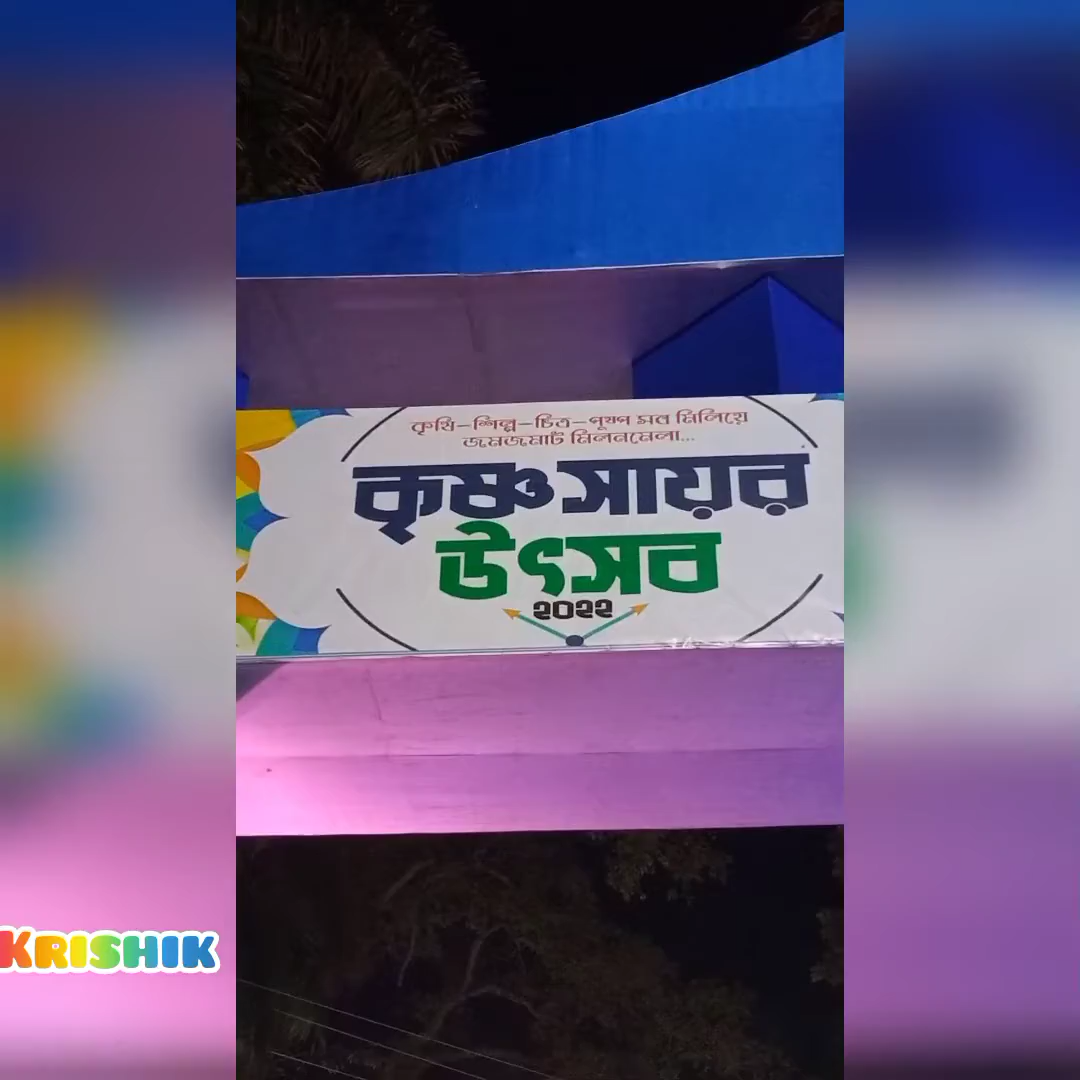 কৃষি-শিল্প-চিত্র-পুষ্প সব মিলিয়ে
জমজমাট মিলনমেলা...
কৃষ্ণসায়র
উৎসব
২০২২
KRISHIK